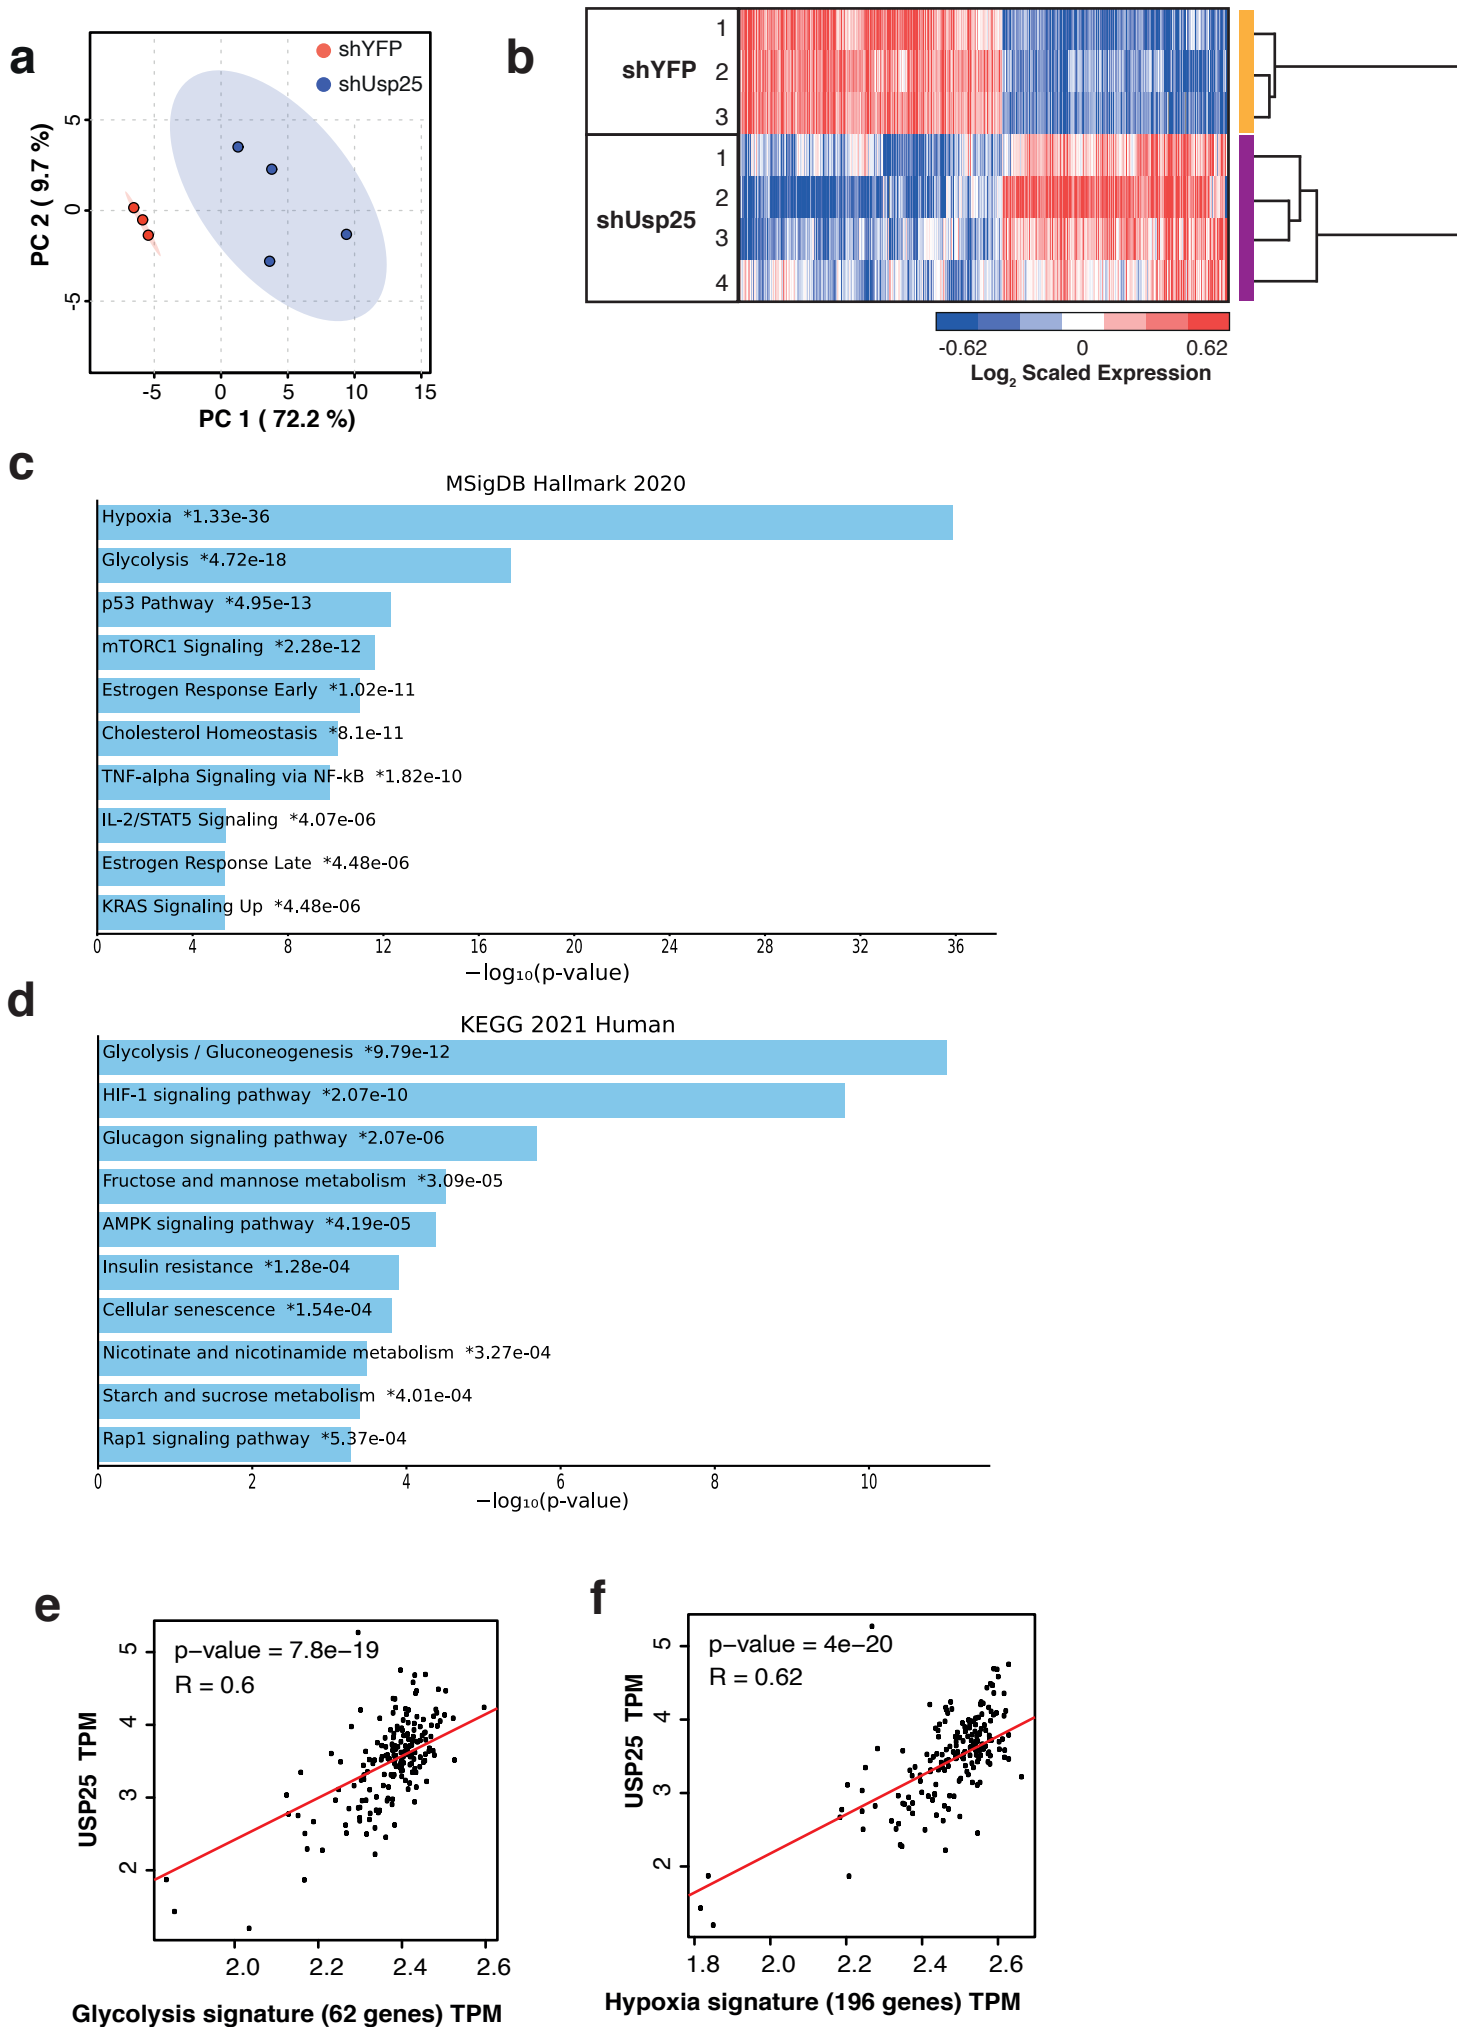 a
shYFP
shUsp25
5
0
-5
PC 2 ( 9.7 %)
-5
0
5
10
15
PC 1 ( 72.2 %)
b
shYFP
1
2
3
shUsp25
1
2
3
4
-0.62
0
0.62
Log₂ Scaled Expression
c
MSigDB Hallmark 2020
Hypoxia *1.33e-36
Glycolysis *4.72e-18
p53 Pathway *4.95e-13
mTORC1 Signaling *2.28e-12
Estrogen Response Early *1.02e-11
Cholesterol Homeostasis *8.1e-11
TNF-alpha Signaling via NF-kB *1.82e-10
IL-2/STAT5 Signaling *4.07e-06
Estrogen Response Late *4.48e-06
KRAS Signaling Up *4.48e-06
0 4 8 12 16 20 24 28 32 36
−log₁₀(p-value)
d
KEGG 2021 Human
Glycolysis / Gluconeogenesis *9.79e-12
HIF-1 signaling pathway *2.07e-10
Glucagon signaling pathway *2.07e-06
Fructose and mannose metabolism *3.09e-05
AMPK signaling pathway *4.19e-05
Insulin resistance *1.28e-04
Cellular senescence *1.54e-04
Nicotinate and nicotinamide metabolism *3.27e-04
Starch and sucrose metabolism *4.01e-04
Rap1 signaling pathway *5.37e-04
0 2 4 6 8 10
−log₁₀(p-value)
e
p−value = 7.8e−19
R = 0.6
5
4
3
2
USP25 TPM
2.0 2.2 2.4 2.6
Glycolysis signature (62 genes) TPM
f
p−value = 4e−20
R = 0.62
5
4
3
2
USP25 TPM
1.8 2.0 2.2 2.4 2.6
Hypoxia signature (196 genes) TPM